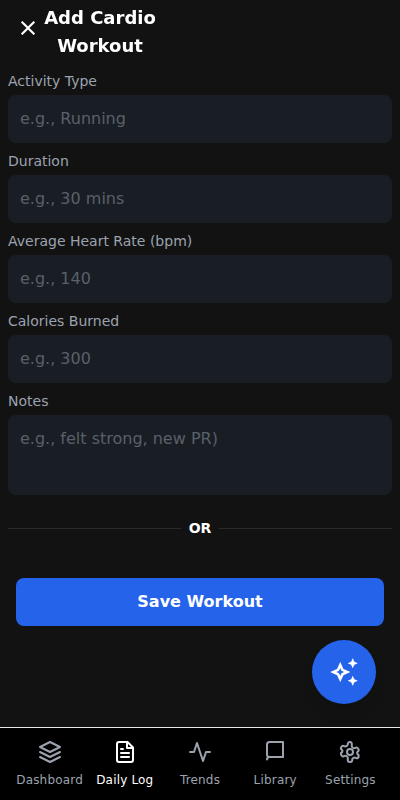 Add Cardio
Workout
Activity Type
e.g., Running
Duration
e.g., 30 mins
Average Heart Rate (bpm)
e.g., 140
Calories Burned
e.g., 300
Notes
e.g., felt strong, new PR)
OR
Save Workout
Dashboard Daily Log Trends Library Settings